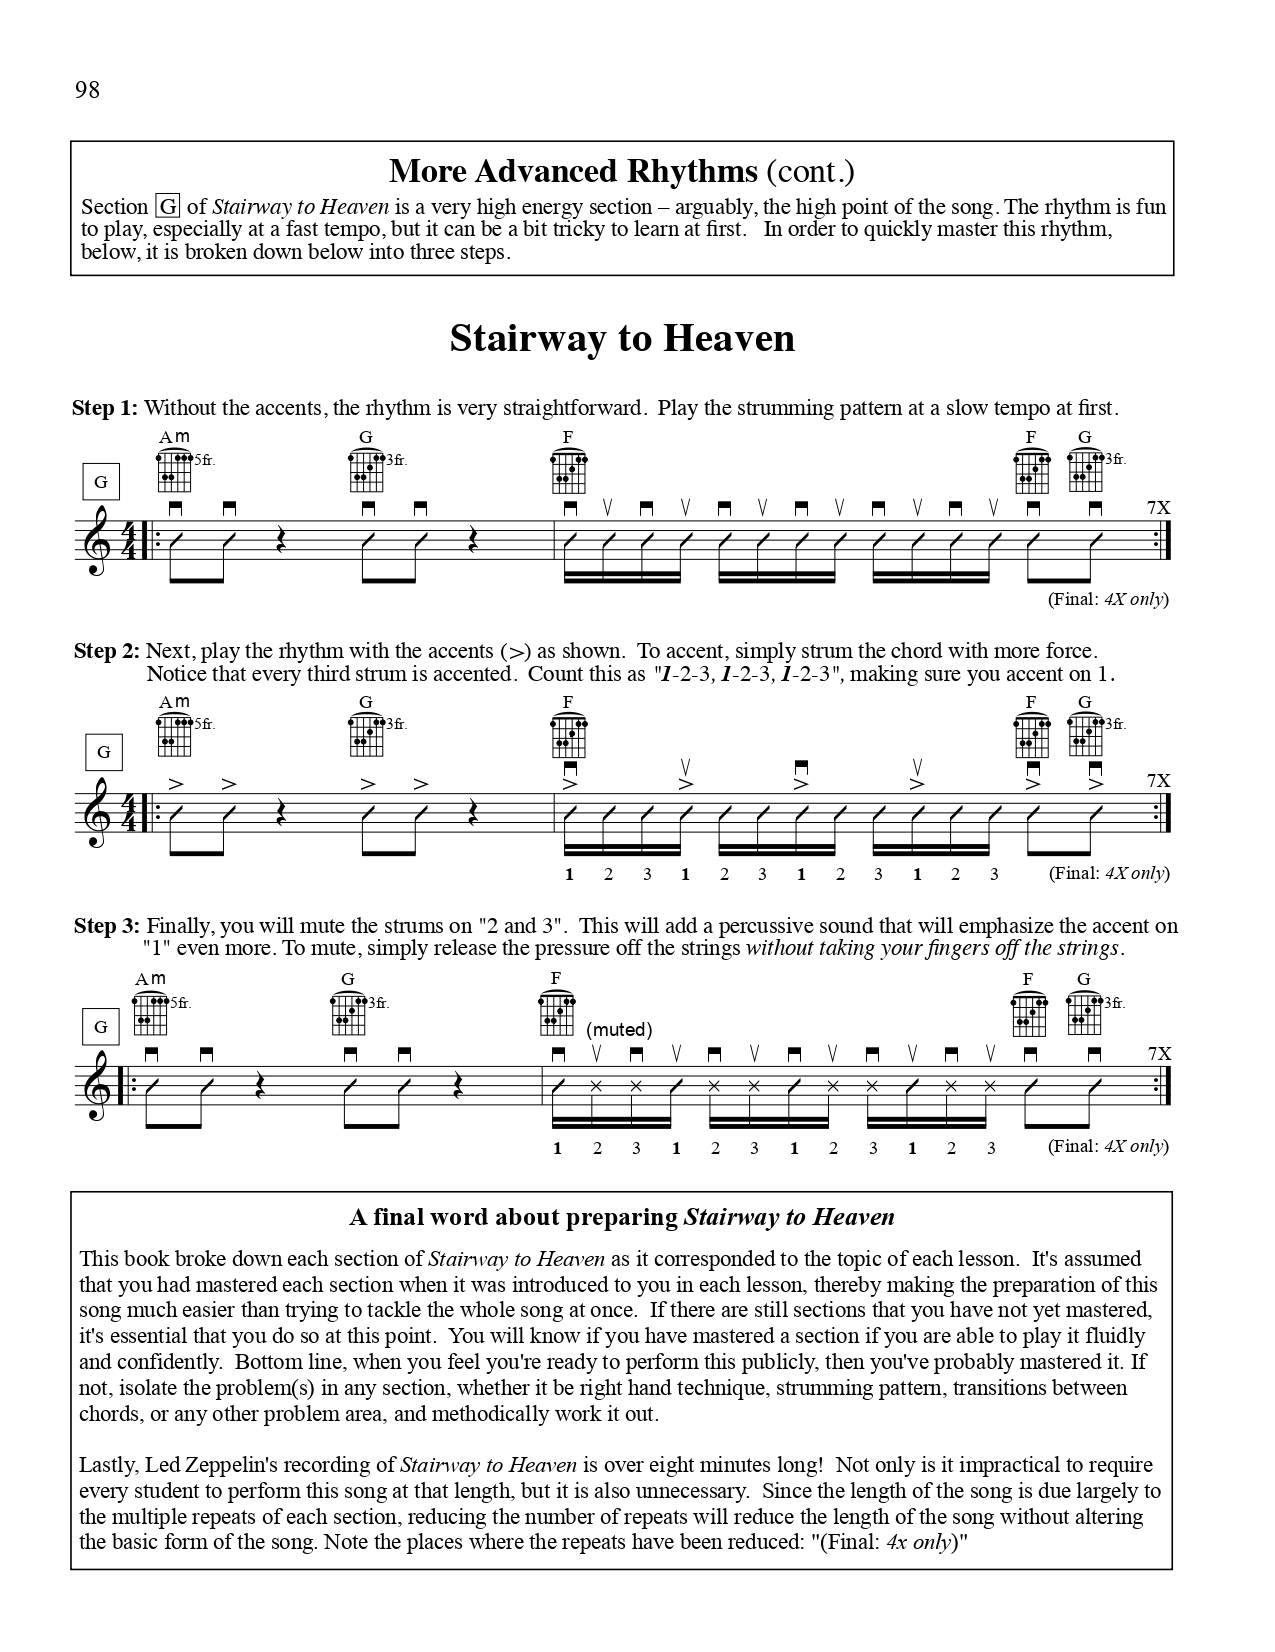 98
More Advanced Rhythms (cont.)
Section G of Stairway to Heaven is a very high energy section – arguably, the high point of the song. The rhythm is fun
to play, especially at a fast tempo, but it can be a bit tricky to learn at first. In order to quickly master this rhythm,
below, it is broken down below into three steps.
Stairway to Heaven
Step 1: Without the accents, the rhythm is very straightforward. Play the strumming pattern at a slow tempo at first.
Am G F F G
5fr. 3fr. 3fr.
G
7X
4
4
(Final: 4X only)
Step 2: Next, play the rhythm with the accents (>) as shown. To accent, simply strum the chord with more force.
Notice that every third strum is accented. Count this as "1-2-3, 1-2-3, 1-2-3", making sure you accent on 1.
Am G F F G
5fr. 3fr. 3fr.
G
7X
4
4
1 2 3 1 2 3 1 2 3 1 2 3 (Final: 4X only)
Step 3: Finally, you will mute the strums on "2 and 3". This will add a percussive sound that will emphasize the accent on
"1" even more. To mute, simply release the pressure off the strings without taking your fingers off the strings.
Am G F F G
5fr. 3fr. 3fr.
G (muted)
7X
1 2 3 1 2 3 1 2 3 1 2 3 (Final: 4X only)
A final word about preparing Stairway to Heaven
This book broke down each section of Stairway to Heaven as it corresponded to the topic of each lesson. It's assumed
that you had mastered each section when it was introduced to you in each lesson, thereby making the preparation of this
song much easier than trying to tackle the whole song at once. If there are still sections that you have not yet mastered,
it's essential that you do so at this point. You will know if you have mastered a section if you are able to play it fluidly
and confidently. Bottom line, when you feel you're ready to perform this publicly, then you've probably mastered it. If
not, isolate the problem(s) in any section, whether it be right hand technique, strumming pattern, transitions between
chords, or any other problem area, and methodically work it out.
Lastly, Led Zeppelin's recording of Stairway to Heaven is over eight minutes long! Not only is it impractical to require
every student to perform this song at that length, but it is also unnecessary. Since the length of the song is due largely to
the multiple repeats of each section, reducing the number of repeats will reduce the length of the song without altering
the basic form of the song. Note the places where the repeats have been reduced: "(Final: 4x only)"